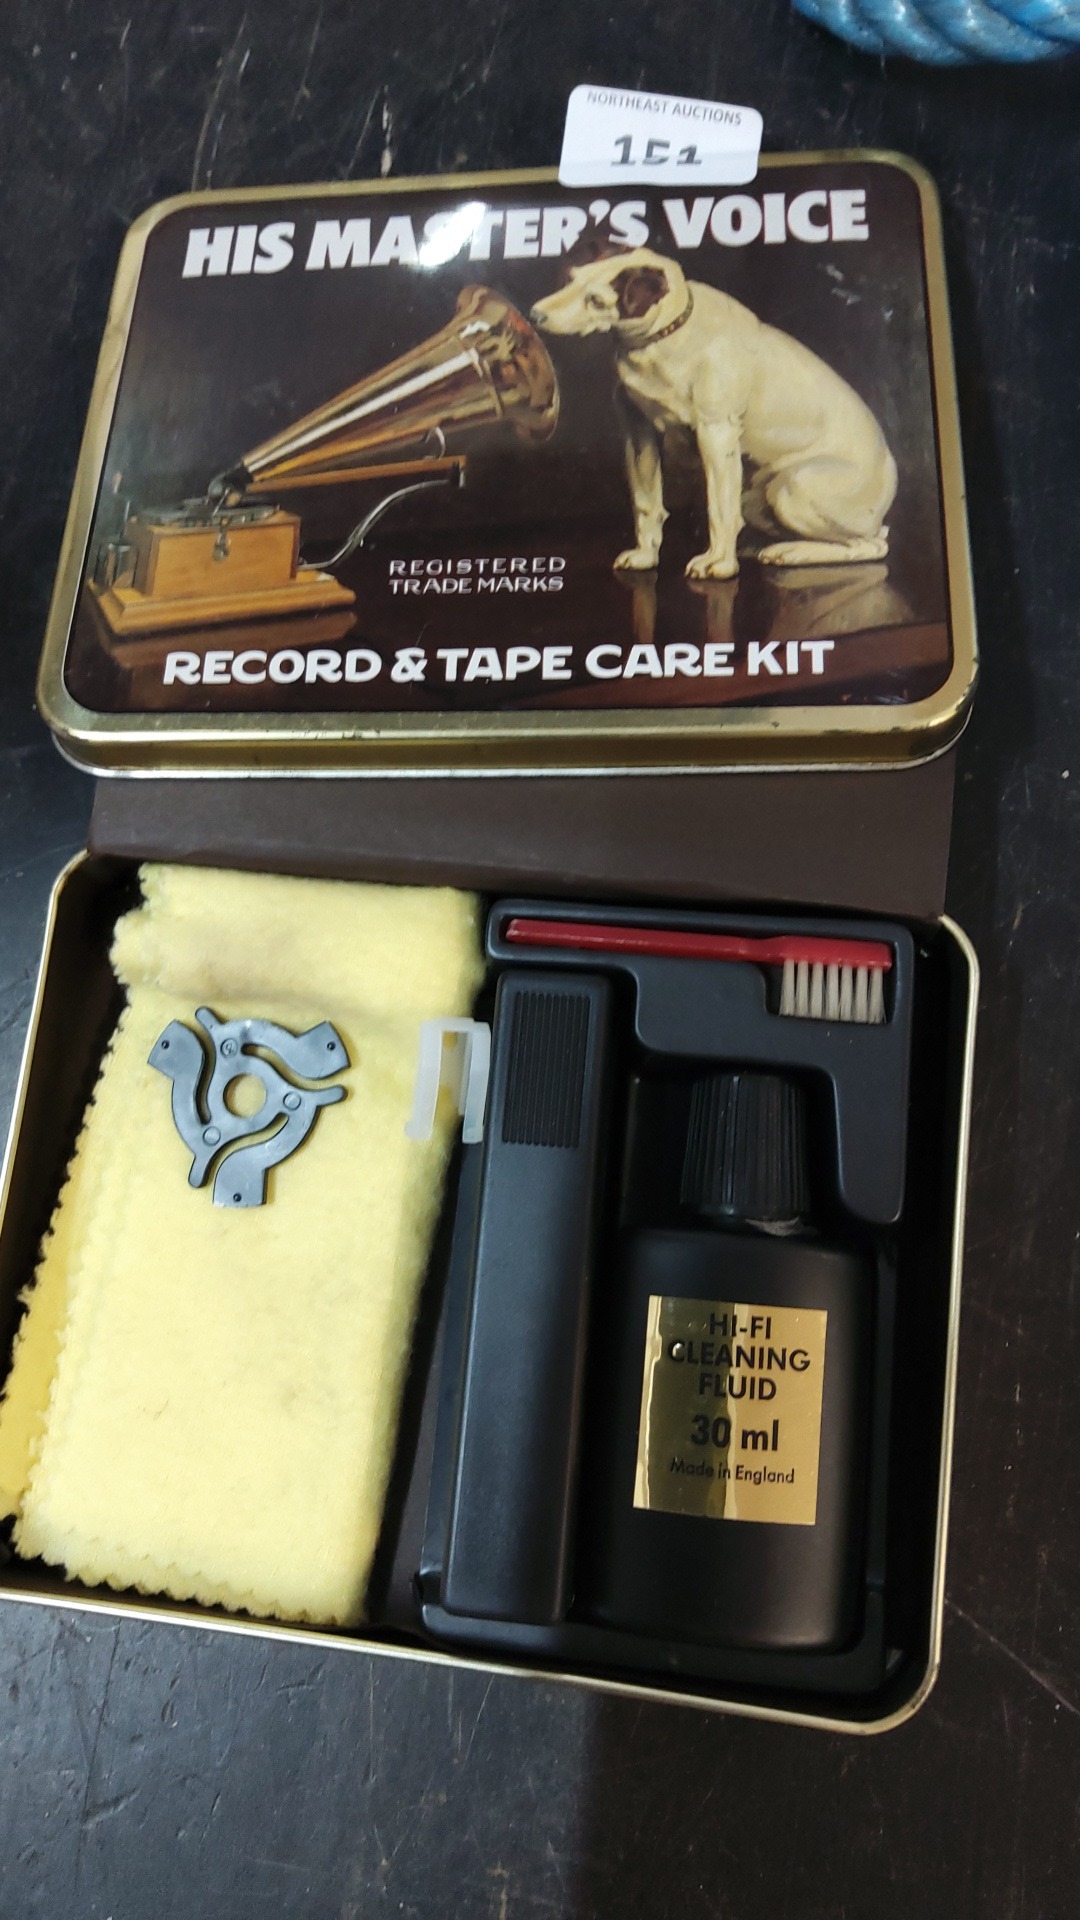 NORTHEAST AUCTIONS
151
HIS MASTER'S VOICE
REGISTERED
TRADE MARKS
RECORD & TAPE CARE KIT
HI-FI
CLEANING
FLUID
30 ml
Made in England